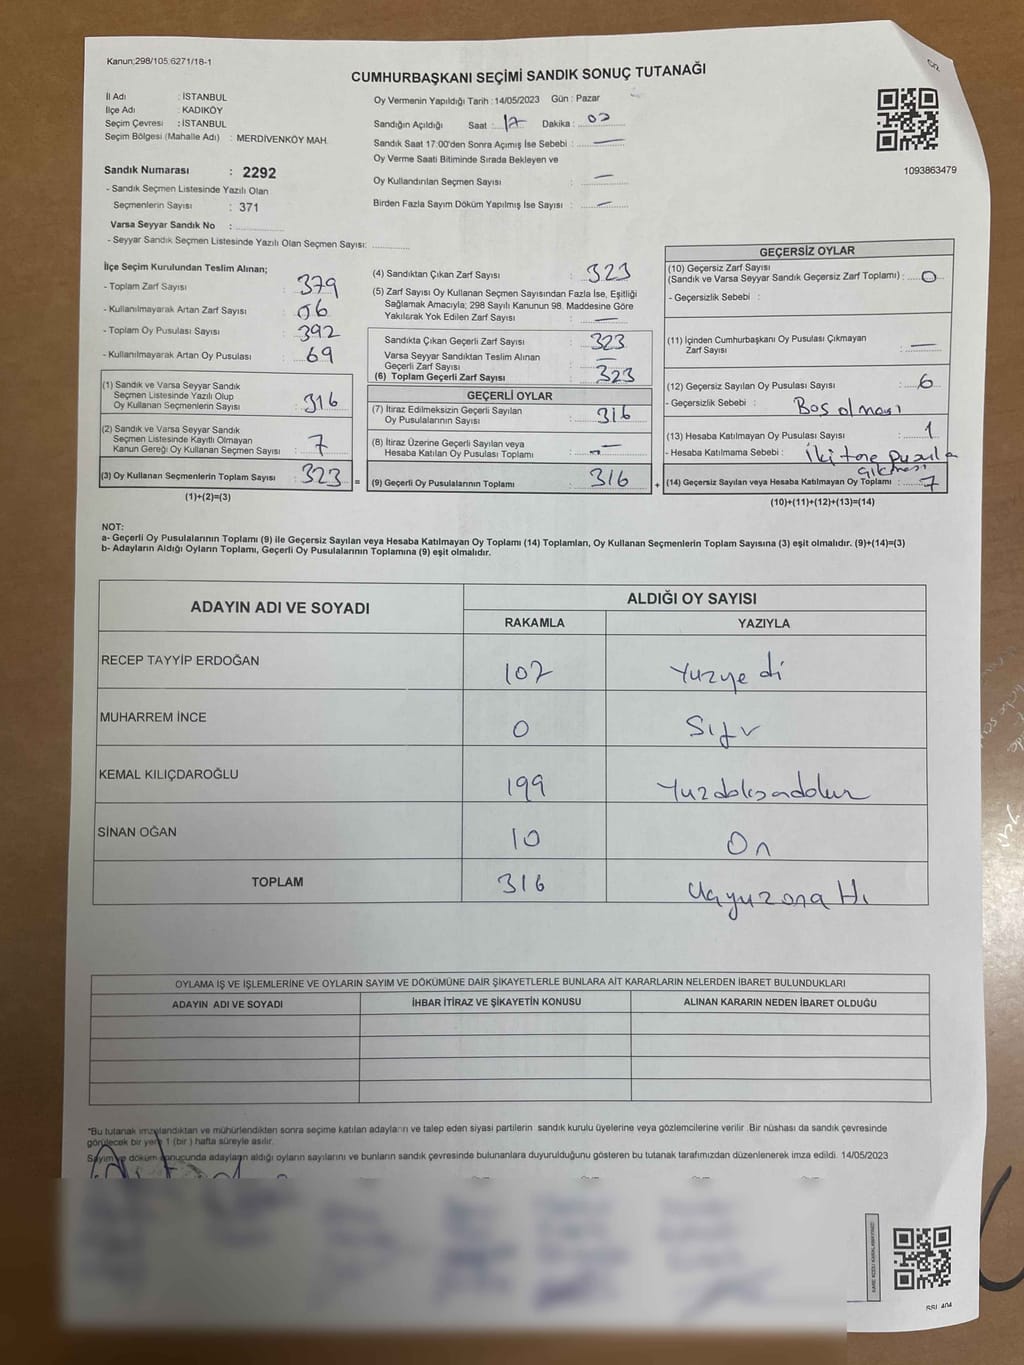 Kanun;298/105;6271/18-1
CUMHURBAŞKANI SEÇİMİ SANDIK SONUÇ TUTANAĞI
İl Adı : İSTANBUL
İlçe Adı : KADIKÖY
Seçim Çevresi : İSTANBUL
Seçim Bölgesi (Mahalle Adı) : MERDİVENKÖY MAH.
Sandık Numarası : 2292
- Sandık Seçmen Listesinde Yazılı Olan
Seçmenlerin Sayısı : 371
Varsa Seyyar Sandık No :
- Seyyar Sandık Seçmen Listesinde Yazılı Olan Seçmen Sayısı:
Oy Vermenin Yapıldığı Tarih : 14/05/2023 Gün : Pazar
Sandığın Açıldığı Saat : 17 Dakika : 02
Sandık Saat 17:00'den Sonra Açımış İse Sebebi : —
Oy Verme Saati Bitiminde Sırada Bekleyen ve
Oy Kullandırılan Seçmen Sayısı : —
Birden Fazla Sayım Döküm Yapılmış İse Sayısı : —
1093863479
İlçe Seçim Kurulundan Teslim Alınan;
- Toplam Zarf Sayısı : 379
- Kullanılmayarak Artan Zarf Sayısı : 56
- Toplam Oy Pusulası Sayısı : 392
- Kullanılmayarak Artan Oy Pusulası : 69
(1) Sandık ve Varsa Seyyar Sandık
Seçmen Listesinde Yazılı Olup
Oy Kullanan Seçmenlerin Sayısı : 316
(2) Sandık ve Varsa Seyyar Sandık
Seçmen Listesinde Kayıtlı Olmayan
Kanun Gereği Oy Kullanan Seçmen Sayısı : 7
(3) Oy Kullanan Seçmenlerin Toplam Sayısı : 323
(1)+(2)=(3)
(4) Sandıktan Çıkan Zarf Sayısı : 323
(5) Zarf Sayısı Oy Kullanan Seçmen Sayısından Fazla İse, Eşitliği
Sağlamak Amacıyla; 298 Sayılı Kanunun 98. Maddesine Göre
Yakılarak Yok Edilen Zarf Sayısı : —
Sandıkta Çıkan Geçerli Zarf Sayısı : 323
Varsa Seyyar Sandıktan Teslim Alınan
Geçerli Zarf Sayısı : —
(6) Toplam Geçerli Zarf Sayısı : 323
GEÇERLİ OYLAR
(7) İtiraz Edilmeksizin Geçerli Sayılan
Oy Pusulalarının Sayısı : 316
(8) İtiraz Üzerine Geçerli Sayılan veya
Hesaba Katılan Oy Pusulası Toplamı : —
= (9) Geçerli Oy Pusulalarının Toplamı : 316
GEÇERSİZ OYLAR
(10) Geçersiz Zarf Sayısı
(Sandık ve Varsa Seyyar Sandık Geçersiz Zarf Toplamı) : 0
- Geçersizlik Sebebi :
(11) İçinden Cumhurbaşkanı Oy Pusulası Çıkmayan
Zarf Sayısı : —
(12) Geçersiz Sayılan Oy Pusulası Sayısı : 6
- Geçersizlik Sebebi : Boş olması
(13) Hesaba Katılmayan Oy Pusulası Sayısı : 1
- Hesaba Katılmama Sebebi : İki tane pusula
çıkması
+ (14) Geçersiz Sayılan veya Hesaba Katılmayan Oy Toplamı : 7
(10)+(11)+(12)+(13)=(14)
NOT:
a- Geçerli Oy Pusulalarının Toplamı (9) ile Geçersiz Sayılan veya Hesaba Katılmayan Oy Toplamı (14) Toplamları, Oy Kullanan Seçmenlerin Toplam Sayısına (3) eşit olmalıdır. (9)+(14)=(3)
b- Adayların Aldığı Oyların Toplamı, Geçerli Oy Pusulalarının Toplamına (9) eşit olmalıdır.
ADAYIN ADI VE SOYADI
ALDIĞI OY SAYISI
RAKAMLA YAZIYLA
RECEP TAYYİP ERDOĞAN 107 Yüzyedi
MUHARREM İNCE 0 Sıfır
KEMAL KILIÇDAROĞLU 199 Yuzdoksadokuz
SİNAN OĞAN 10 On
TOPLAM 316 Uçyuzonaltı
OYLAMA İŞ VE İŞLEMLERİNE VE OYLARIN SAYIM VE DÖKÜMÜNE DAİR ŞİKAYETLERLE BUNLARA AİT KARARLARIN NELERDEN İBARET BULUNDUKLARI
ADAYIN ADI VE SOYADI İHBAR İTİRAZ VE ŞİKAYETİN KONUSU ALINAN KARARIN NEDEN İBARET OLDUĞU
*Bu tutanak imzalandıktan ve mühürlendikten sonra seçime katılan adayların ve talep eden siyasi partilerin sandık kurulu üyelerine veya gözlemcilerine verilir .Bir nüshası da sandık çevresinde
görülecek bir yere 1 (bir ) hafta süreyle asılır.
Sayım ve döküm sonucunda adayların aldığı oyların sayılarını ve bunların sandık çevresinde bulunanlara duyurulduğunu gösteren bu tutanak tarafımızdan düzenlenerek imza edildi. 14/05/2023